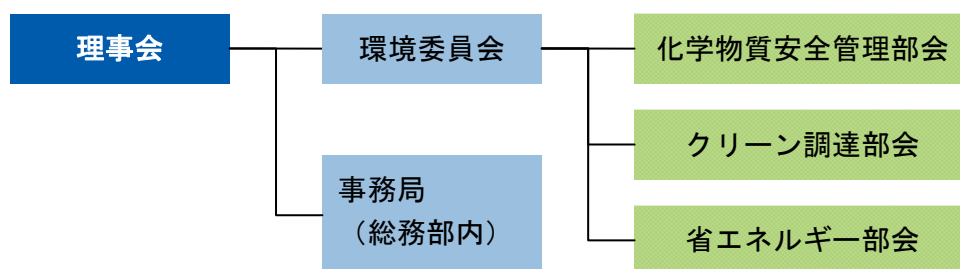 理事会
環境委員会
化学物質安全管理部会
クリーン調達部会
事務局
（総務部内）
省エネルギー部会